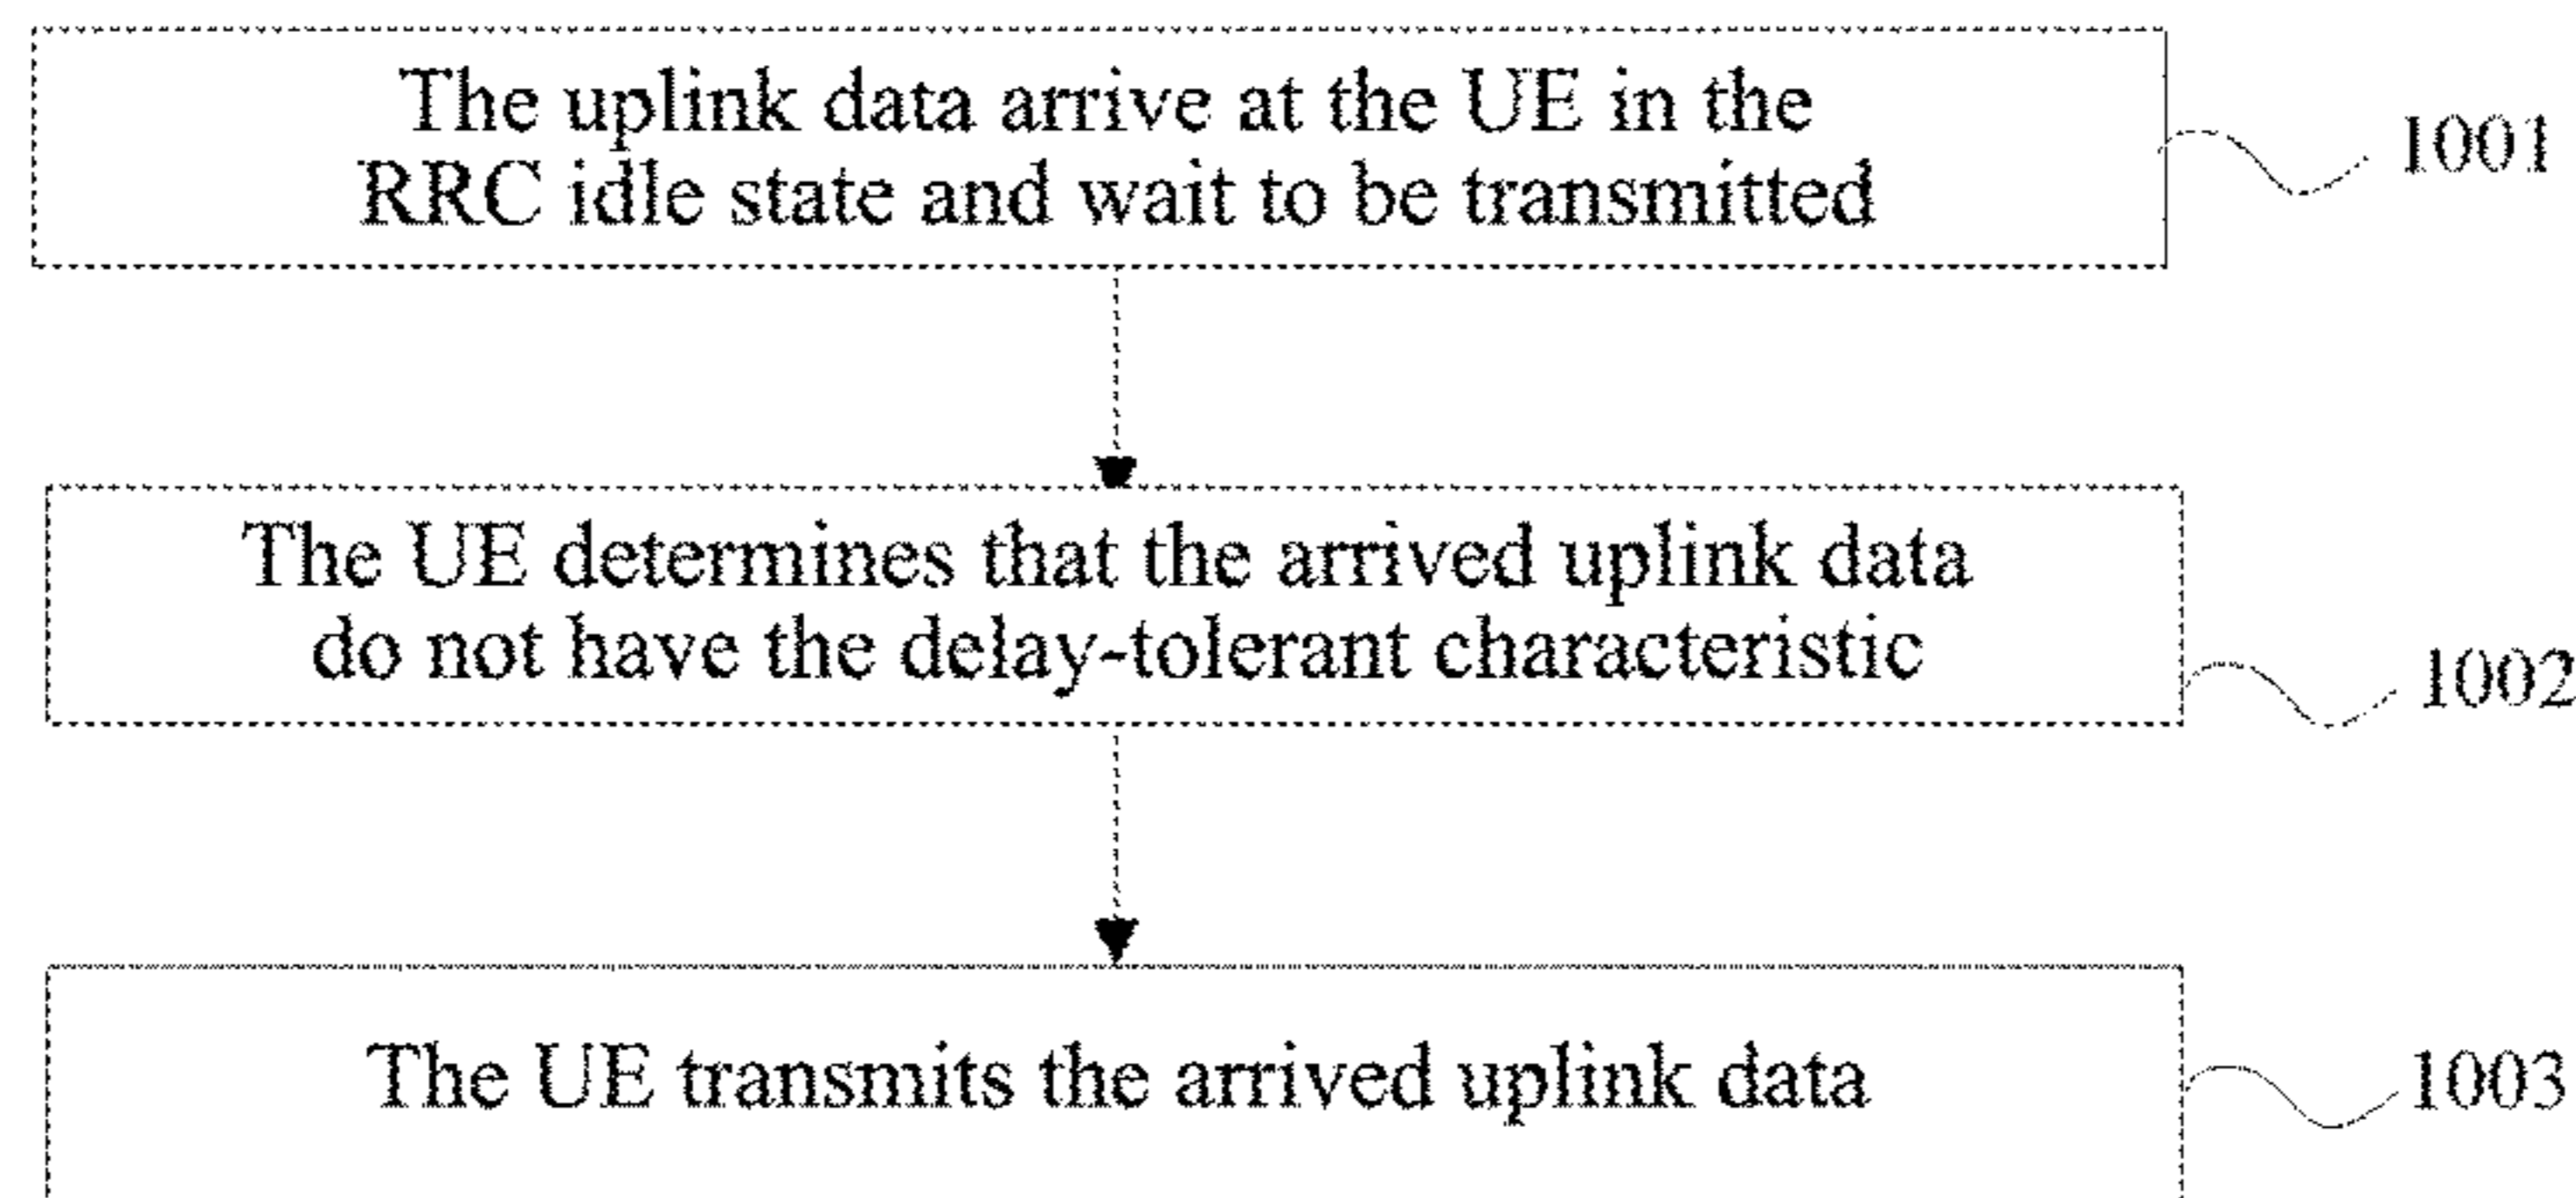 The uplink data arrive at the UE in the
RRC idle state and wait to be transmitted
1001
The UE determines that the arrived uplink data
do not have the delay-tolerant characteristic
1002
The UE transmits the arrived uplink data
1003